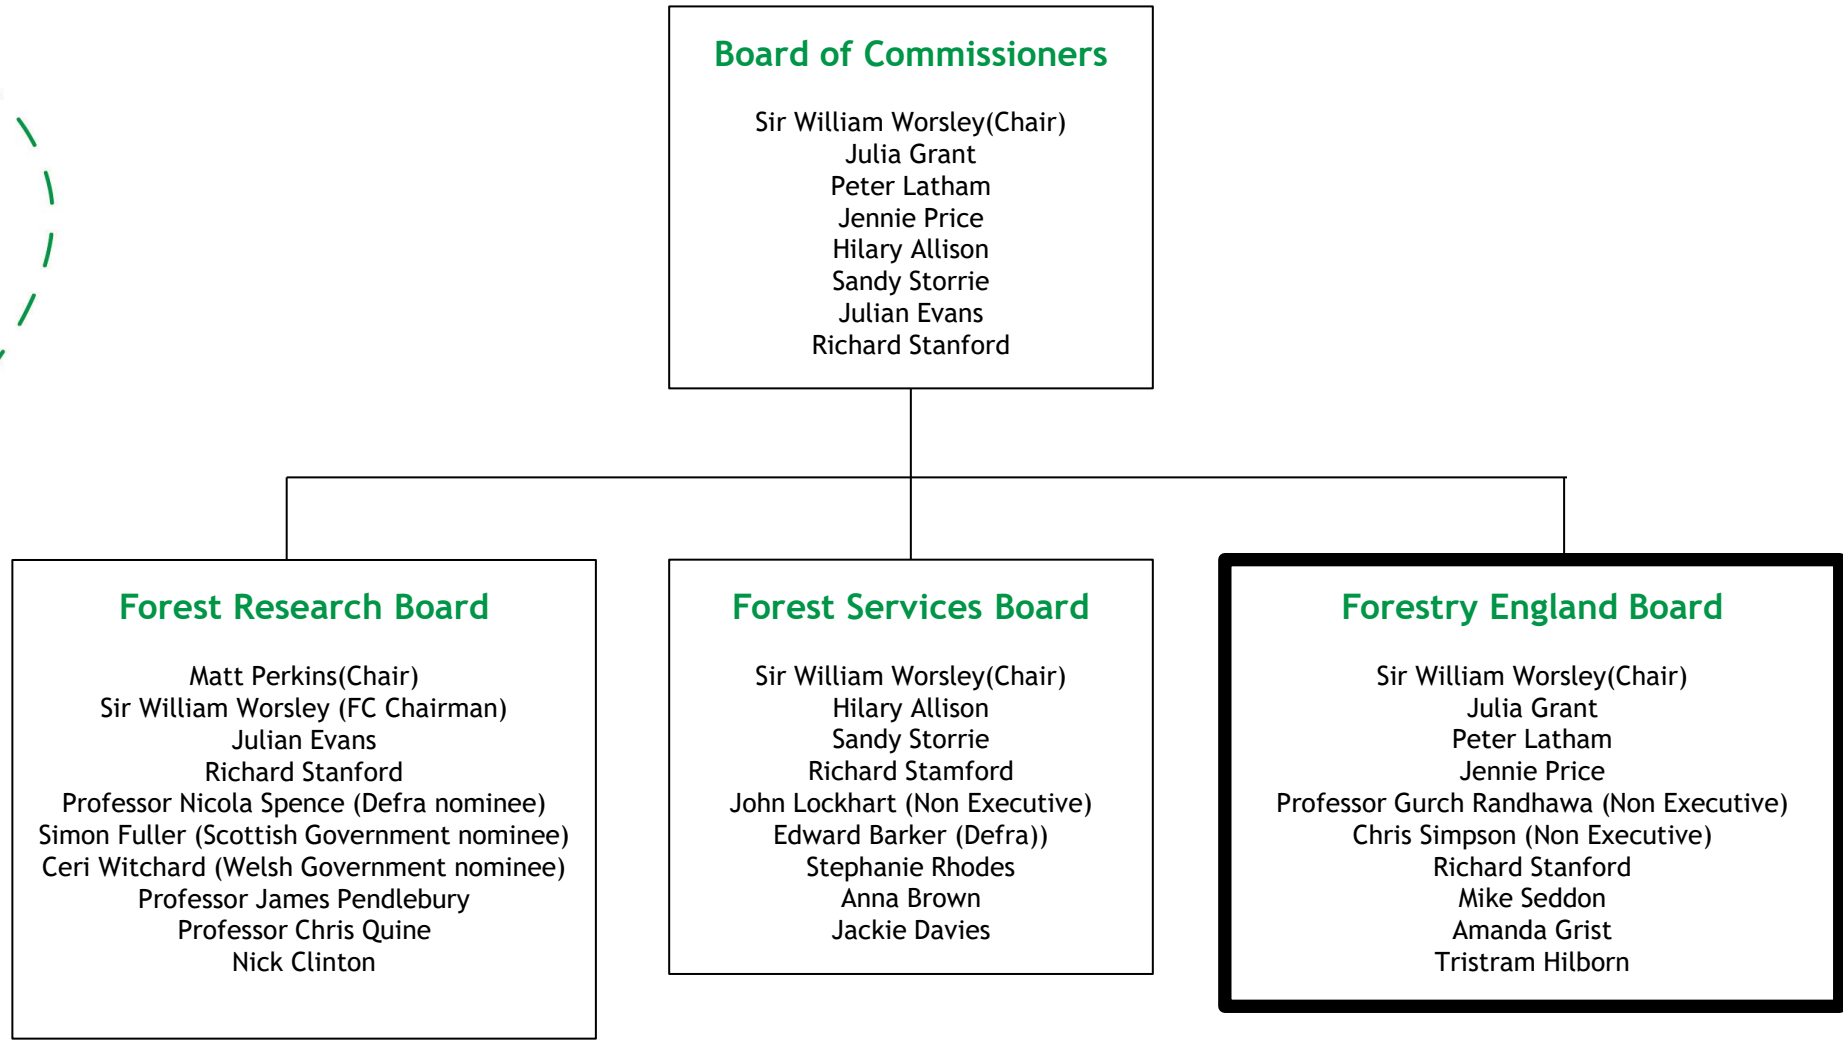 Board of Commissioners
Sir William Worsley(Chair)
Julia Grant
Peter Latham
Jennie Price
Hilary Allison
Sandy Storrie
Julian Evans
Richard Stanford
Forest Research Board
Matt Perkins(Chair)
Sir William Worsley (FC Chairman)
Julian Evans
Richard Stanford
Professor Nicola Spence (Defra nominee)
Simon Fuller (Scottish Government nominee)
Ceri Witchard (Welsh Government nominee)
Professor James Pendlebury
Professor Chris Quine
Nick Clinton
Forest Services Board
Sir William Worsley(Chair)
Hilary Allison
Sandy Storrie
Richard Stamford
John Lockhart (Non Executive)
Edward Barker (Defra))
Stephanie Rhodes
Anna Brown
Jackie Davies
Forestry England Board
Sir William Worsley(Chair)
Julia Grant
Peter Latham
Jennie Price
Professor Gurch Randhawa (Non Executive)
Chris Simpson (Non Executive)
Richard Stanford
Mike Seddon
Amanda Grist
Tristram Hilborn